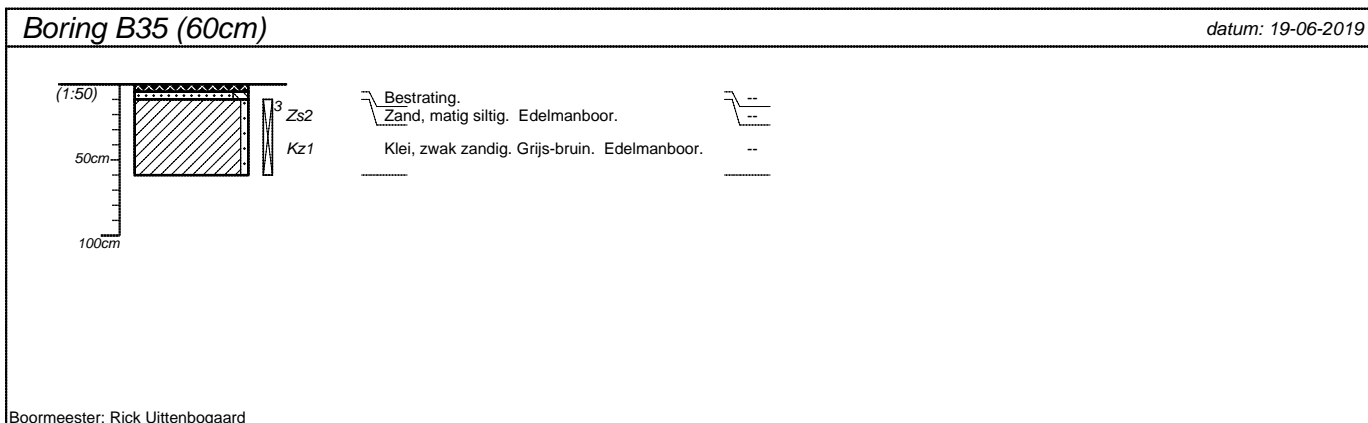 Boring B35 (60cm) datum: 19-06-2019
(1:50)
Bestrating. --
3 Zs2 Zand, matig siltig. Edelmanboor. --
Kz1 Klei, zwak zandig. Grijs-bruin. Edelmanboor. --
50cm
100cm
Boormeester: Rick Uittenbogaard